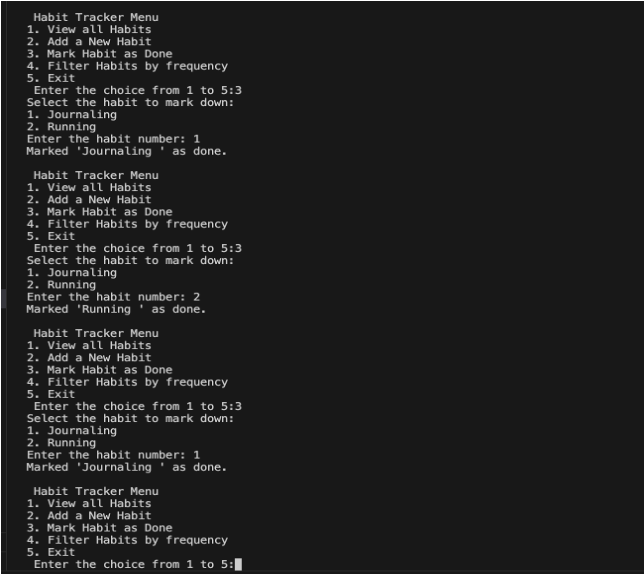 Habit Tracker Menu
1. View all Habits
2. Add a New Habit
3. Mark Habit as Done
4. Filter Habits by frequency
5. Exit
 Enter the choice from 1 to 5:3
Select the habit to mark down:
1. Journaling
2. Running
Enter the habit number: 1
Marked 'Journaling ' as done.

 Habit Tracker Menu
1. View all Habits
2. Add a New Habit
3. Mark Habit as Done
4. Filter Habits by frequency
5. Exit
 Enter the choice from 1 to 5:3
Select the habit to mark down:
1. Journaling
2. Running
Enter the habit number: 2
Marked 'Running ' as done.

 Habit Tracker Menu
1. View all Habits
2. Add a New Habit
3. Mark Habit as Done
4. Filter Habits by frequency
5. Exit
 Enter the choice from 1 to 5:3
Select the habit to mark down:
1. Journaling
2. Running
Enter the habit number: 1
Marked 'Journaling ' as done.

 Habit Tracker Menu
1. View all Habits
2. Add a New Habit
3. Mark Habit as Done
4. Filter Habits by frequency
5. Exit
 Enter the choice from 1 to 5: